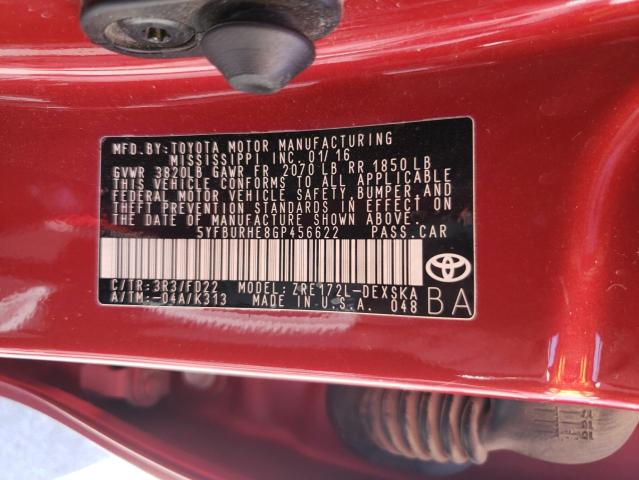 MFD.BY: TOYOTA MOTOR MANUFACTURING
MISSISSIPPI INC. 01/16
GVWR 3820LB GAWR FR 2070 LB RR 1850 LB
THIS VEHICLE CONFORMS TO ALL APPLICABLE
FEDERAL MOTOR VEHICLE SAFETY, BUMPER, AND
THEFT PREVENTION STANDARDS IN EFFECT ON
THE DATE OF MANUFACTURE SHOWN ABOVE.
5YFBURHE8GP456622 PASS.CAR
C/TR: 3R3/FD22 MODEL: ZRE172L-DEXSKA
A/TM: -04A/K313 MADE IN U.S.A. 048
BA